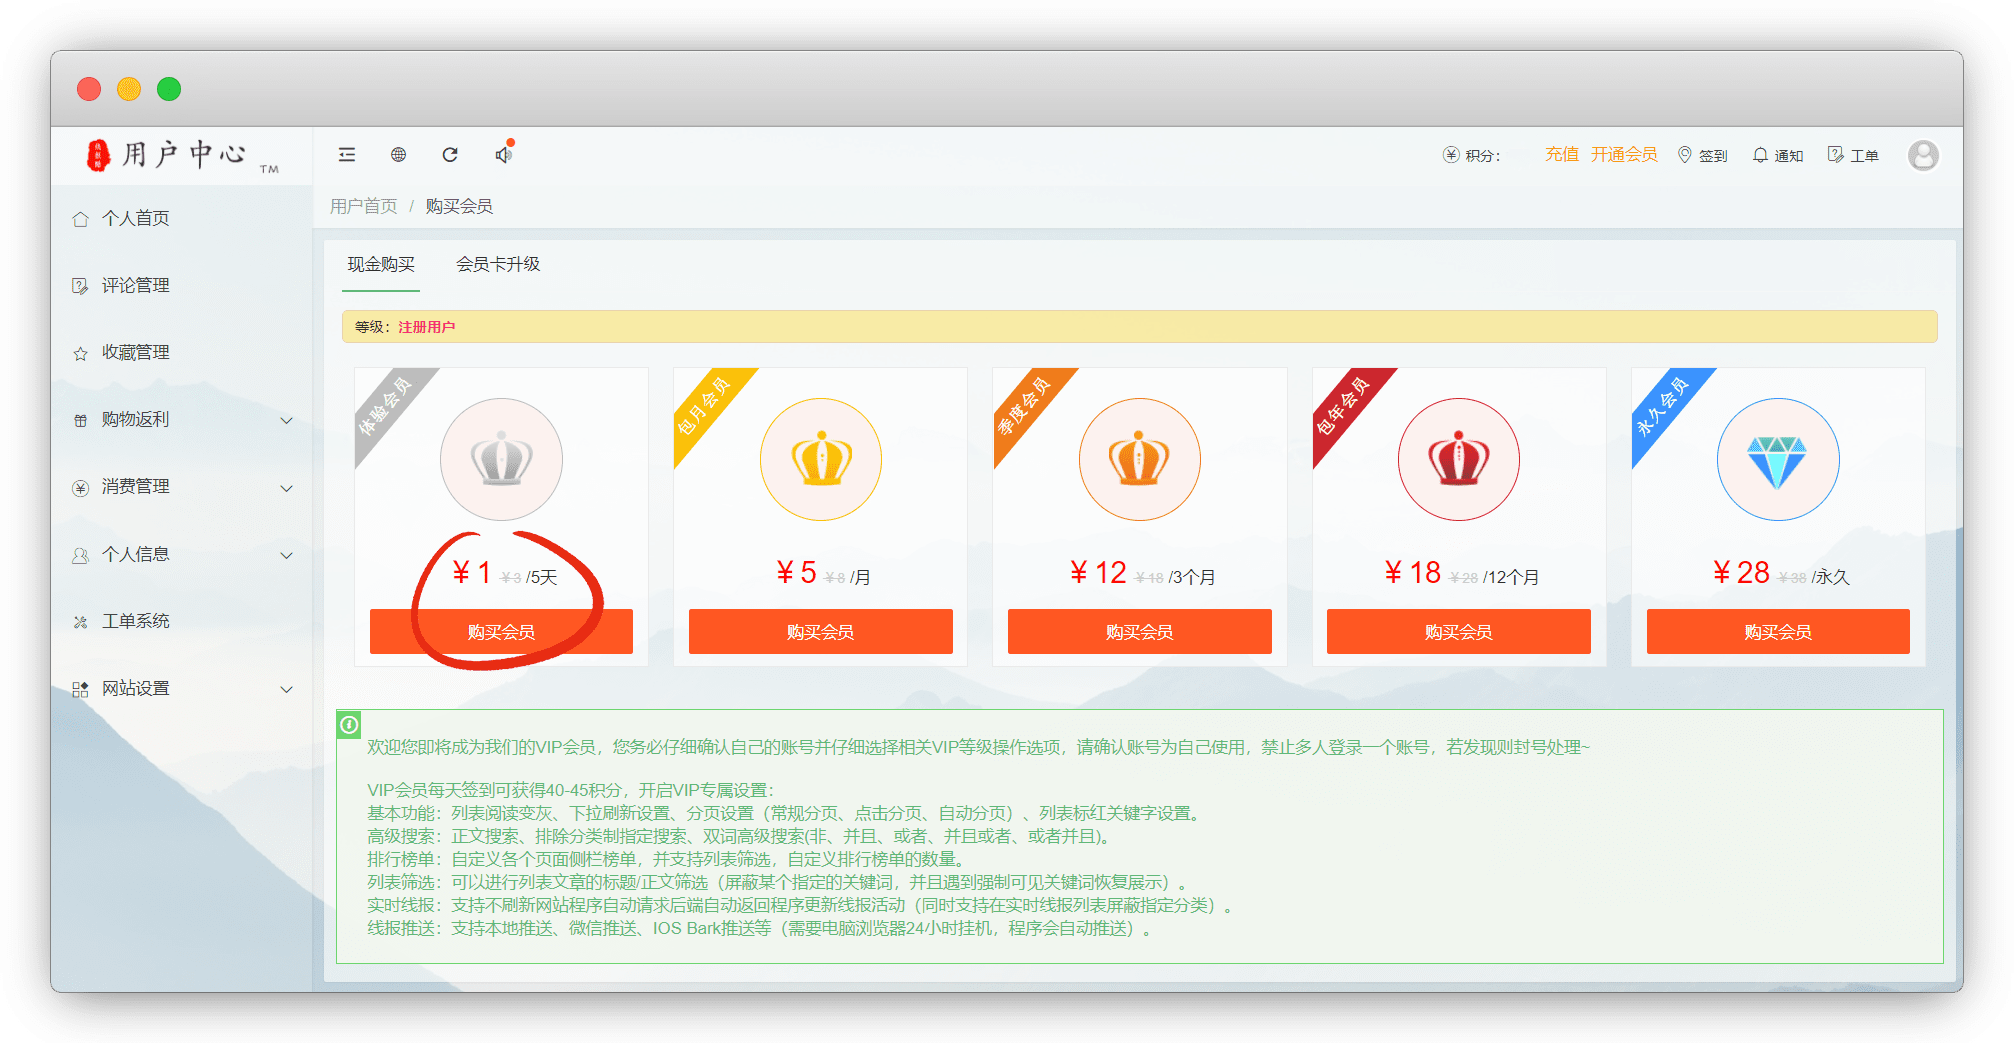 用户中心 TM
积分：
充值 开通会员 签到 通知 工单
用户首页 / 购买会员
个人首页
评论管理
收藏管理
购物返利
消费管理
个人信息
工单系统
网站设置
现金购买 会员卡升级
等级：注册用户
体验会员
¥ 1 ¥ 3 /5天
购买会员
包月会员
¥ 5 ¥ 8 /月
购买会员
季度会员
¥ 12 ¥ 18 /3个月
购买会员
包年会员
¥ 18 ¥ 28 /12个月
购买会员
永久会员
¥ 28 ¥ 38 /永久
购买会员
欢迎您即将成为我们的VIP会员，您务必仔细确认自己的账号并仔细选择相关VIP等级操作选项，请确认账号为自己使用，禁止多人登录一个账号，若发现则封号处理~
VIP会员每天签到可获得40-45积分，开启VIP专属设置：
基本功能：列表阅读变灰、下拉刷新设置、分页设置（常规分页、点击分页、自动分页）、列表标红关键字设置。
高级搜索：正文搜索、排除分类制指定搜索、双词高级搜索(非、并且、或者、并且或者、或者并且)。
排行榜单：自定义各个页面侧栏榜单，并支持列表筛选，自定义排行榜单的数量。
列表筛选：可以进行列表文章的标题/正文筛选（屏蔽某个指定的关键词，并且遇到强制可见关键词恢复展示）。
实时线报：支持不刷新网站程序自动请求后端自动返回程序更新线报活动（同时支持在实时线报列表屏蔽指定分类）。
线报推送：支持本地推送、微信推送、IOS Bark推送等（需要电脑浏览器24小时挂机，程序会自动推送）。